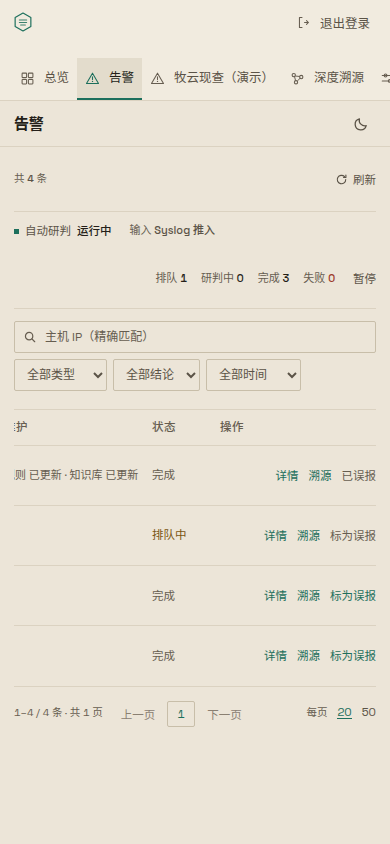 退出登录
总览 告警 牧云现查（演示） 深度溯源
告警
共 4 条 刷新
自动研判 运行中 输入 Syslog 推入
排队 1 研判中 0 完成 3 失败 0 暂停
主机 IP（精确匹配）
全部类型 全部结论 全部时间
护 状态 操作
则 已更新 · 知识库 已更新 完成 详情 溯源 已误报
排队中 详情 溯源 标为误报
完成 详情 溯源 标为误报
完成 详情 溯源 标为误报
1–4 / 4 条 · 共 1 页 上一页 1 下一页 每页 20 50